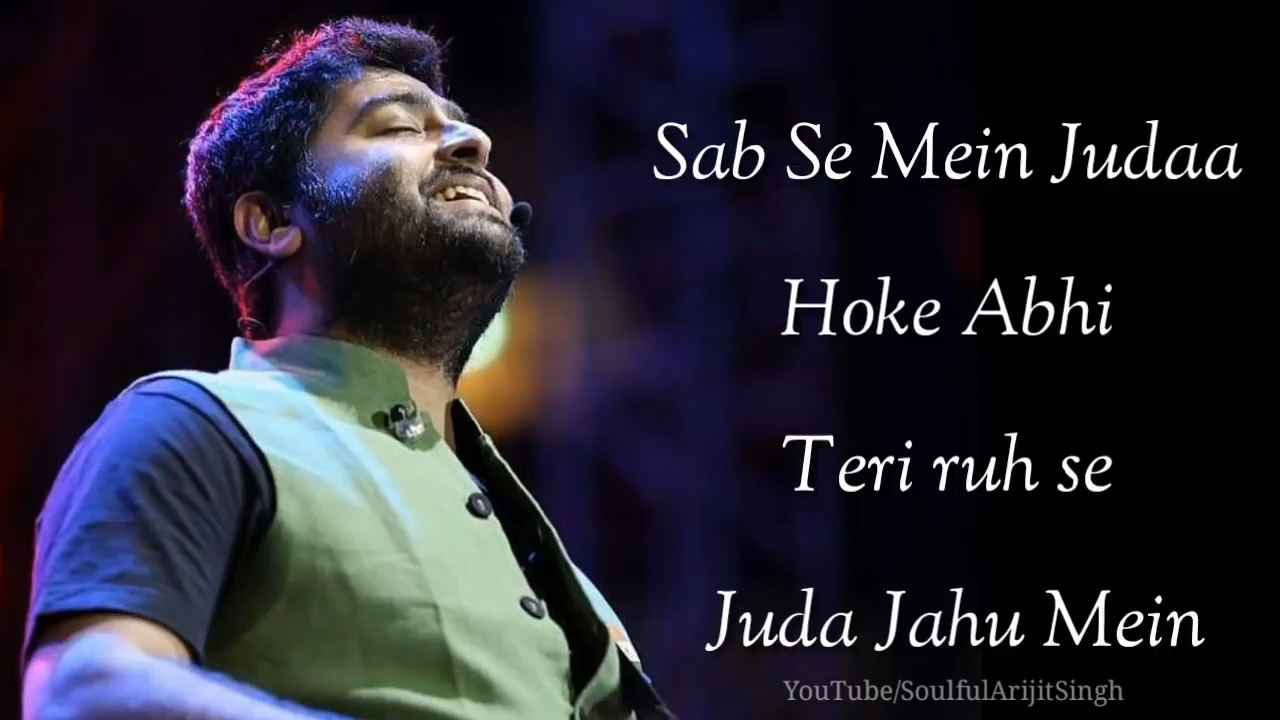 Sab Se Mein Judaa
Hoke Abhi
Teri ruh se
Juda Jahu Mein
YouTube/SoulfulArijitSingh